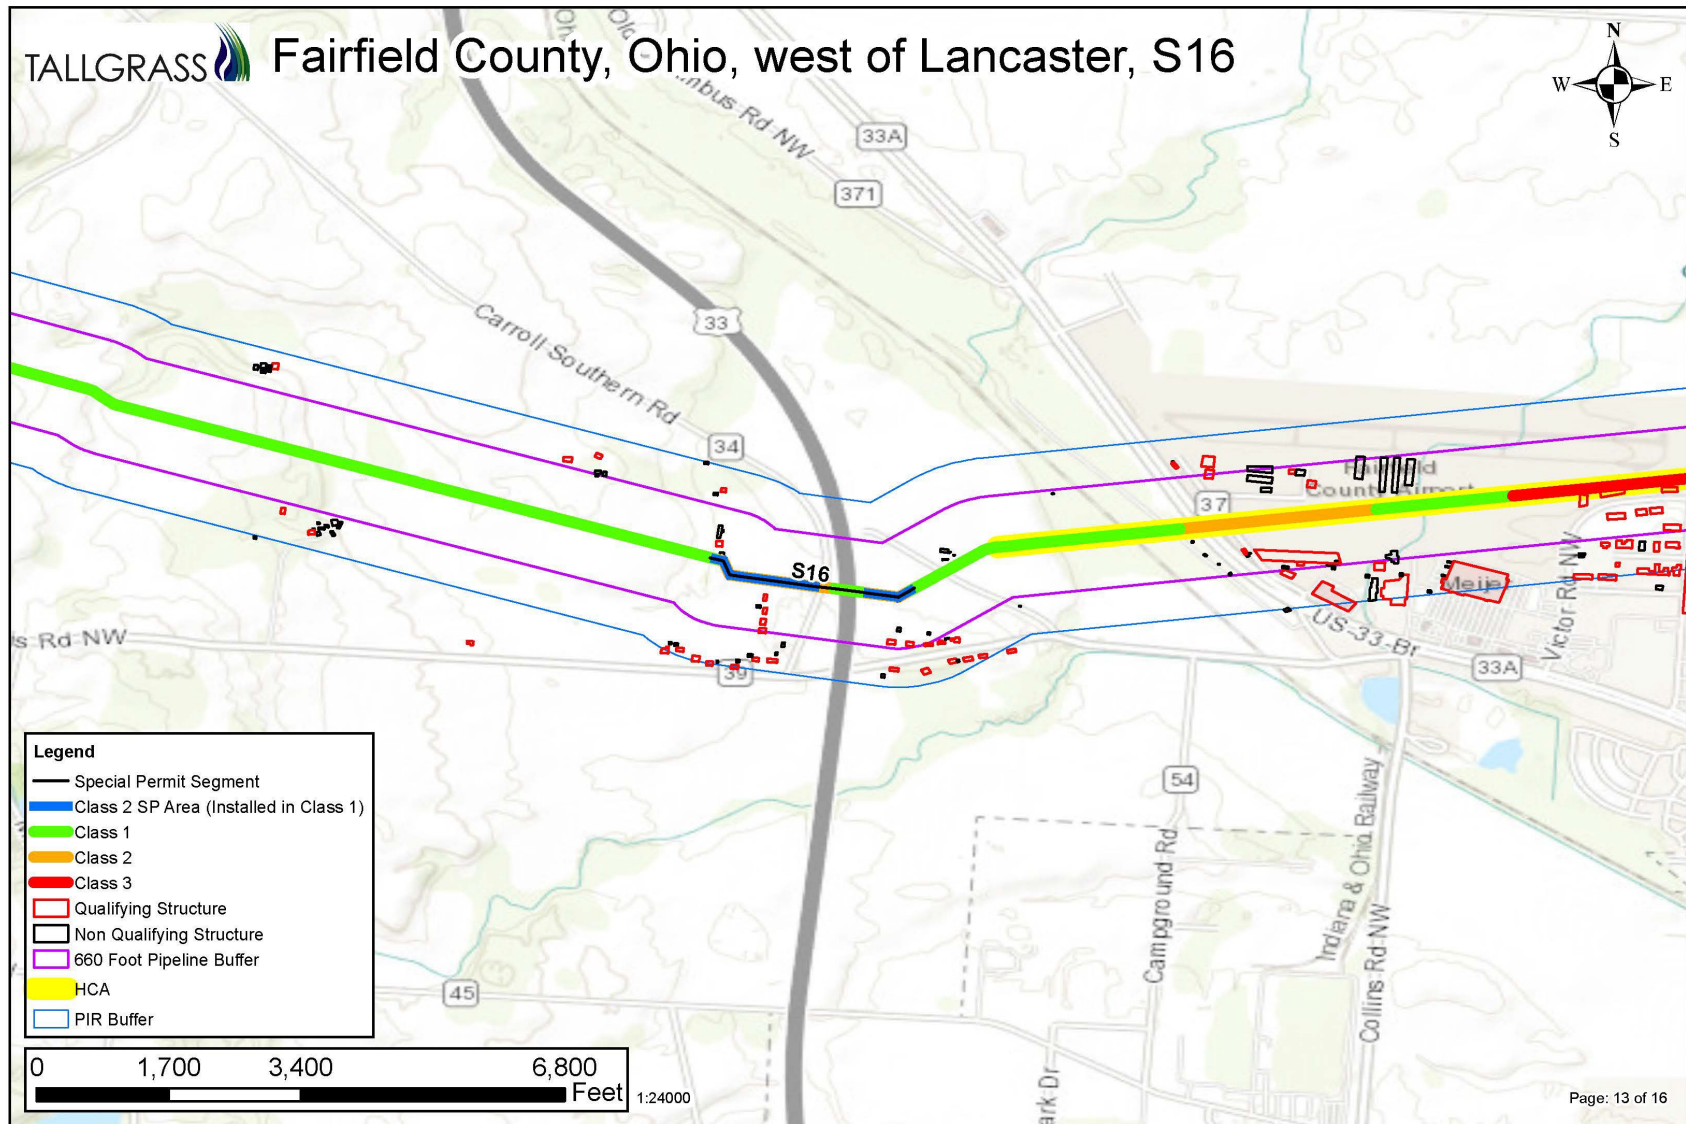 TALLGRASS
Fairfield County, Ohio, west of Lancaster, S16
N
W E
S
33A
371
Carroll Southern Rd
33
34
S16
39
37
Fairfield
County Airport
Meijer
Victor Rd NW
US-33-Br
33A
54
Campground Rd
Indiana & Ohio Railway
Collins Rd NW
45
Legend
Special Permit Segment
Class 2 SP Area (Installed in Class 1)
Class 1
Class 2
Class 3
Qualifying Structure
Non Qualifying Structure
660 Foot Pipeline Buffer
HCA
PIR Buffer
0 1,700 3,400 6,800
Feet
1:24000
Page: 13 of 16